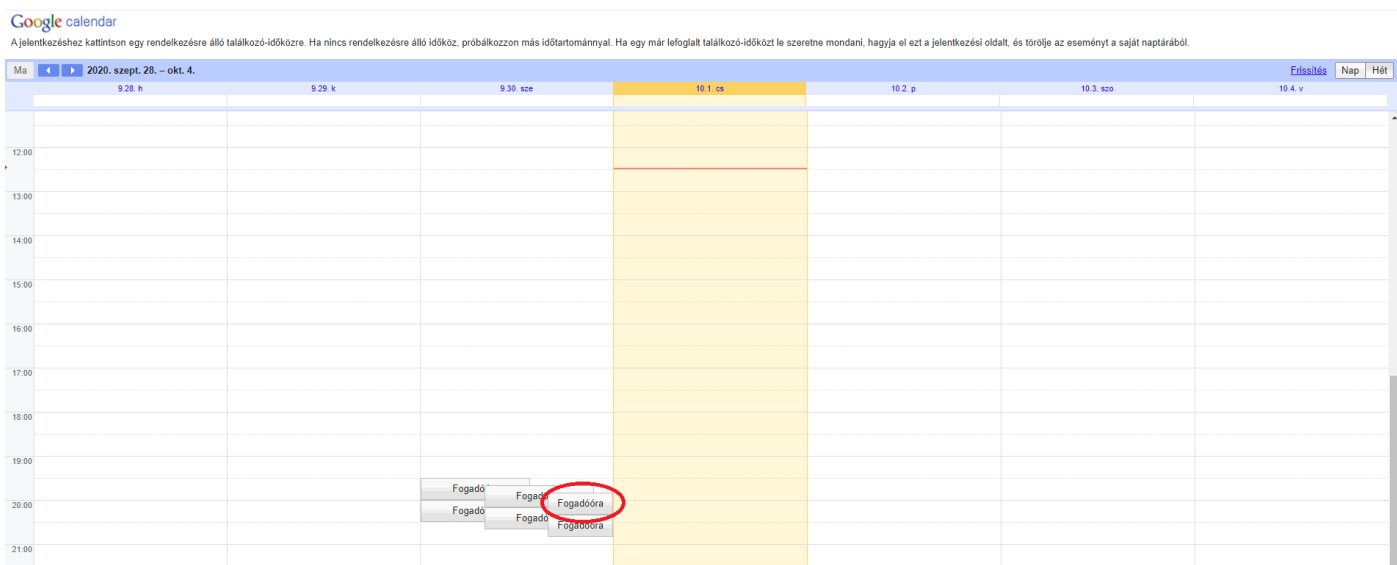 Google calendar
A jelentkezéshez kattintson egy rendelkezésre álló találkozó-időközre. Ha nincs rendelkezésre álló időköz, próbálkozzon más időtartománnyal. Ha egy már lefoglalt találkozó-időközt le szeretne mondani, hagyja el ezt a jelentkezési oldalt, és törölje az eseményt a saját naptárából.
Ma 2020. szept. 28. – okt. 4. Frissítés Nap Hét
9.28. h 9.29. k 9.30. sze 10.1. cs 10.2. p 10.3. szo 10.4. v
12:00
13:00
14:00
15:00
16:00
17:00
18:00
19:00
Fogadó
Fogadó
Fogadóóra
20:00
Fogadó
Fogadó
Fogadóóra
21:00